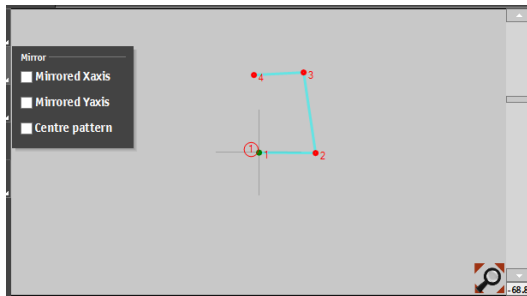 Mirror
Mirrored Xaxis
Mirrored Yaxis
Centre pattern
4
3
1
1
2
-68.8